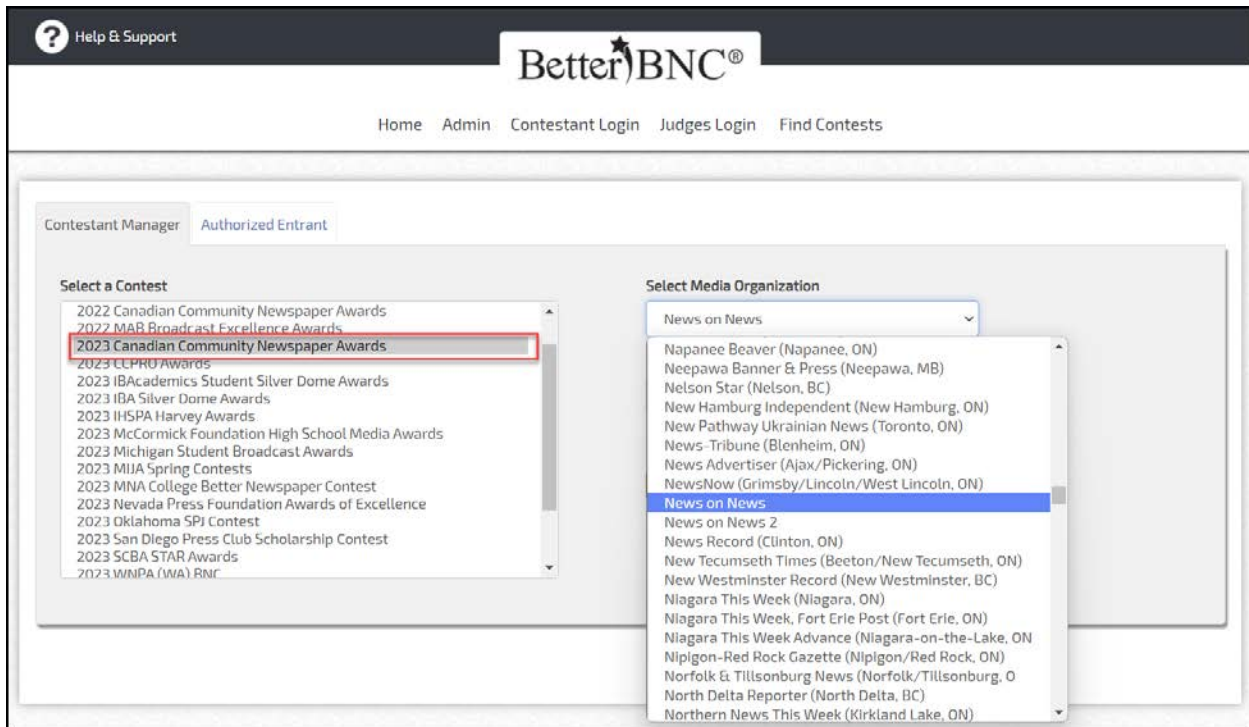 Help & Support
Better BNC®
Home Admin Contestant Login Judges Login Find Contests
Contestant Manager Authorized Entrant
Select a Contest
2022 Canadian Community Newspaper Awards
2022 MAB Broadcast Excellence Awards
2023 Canadian Community Newspaper Awards
2023 CCPRO Awards
2023 IBAcademics Student Silver Dome Awards
2023 IBA Silver Dome Awards
2023 IHSPA Harvey Awards
2023 McCormick Foundation High School Media Awards
2023 Michigan Student Broadcast Awards
2023 MIJA Spring Contests
2023 MNA College Better Newspaper Contest
2023 Nevada Press Foundation Awards of Excellence
2023 Oklahoma SPJ Contest
2023 San Diego Press Club Scholarship Contest
2023 SCBA STAR Awards
2023 WNPA (WA) BNC
Select Media Organization
News on News
Napanee Beaver (Napanee, ON)
Neepawa Banner & Press (Neepawa, MB)
Nelson Star (Nelson, BC)
New Hamburg Independent (New Hamburg, ON)
New Pathway Ukrainian News (Toronto, ON)
News-Tribune (Blenheim, ON)
News Advertiser (Ajax/Pickering, ON)
NewsNow (Grimsby/Lincoln/West Lincoln, ON)
News on News
News on News 2
News Record (Clinton, ON)
New Tecumseth Times (Beeton/New Tecumseth, ON)
New Westminster Record (New Westminster, BC)
Niagara This Week (Niagara, ON)
Niagara This Week, Fort Erie Post (Fort Erie, ON)
Niagara This Week Advance (Niagara-on-the-Lake, ON
Nipigon-Red Rock Gazette (Nipigon/Red Rock, ON)
Norfolk & Tillsonburg News (Norfolk/Tillsonburg, O
North Delta Reporter (North Delta, BC)
Northern News This Week (Kirkland Lake, ON)